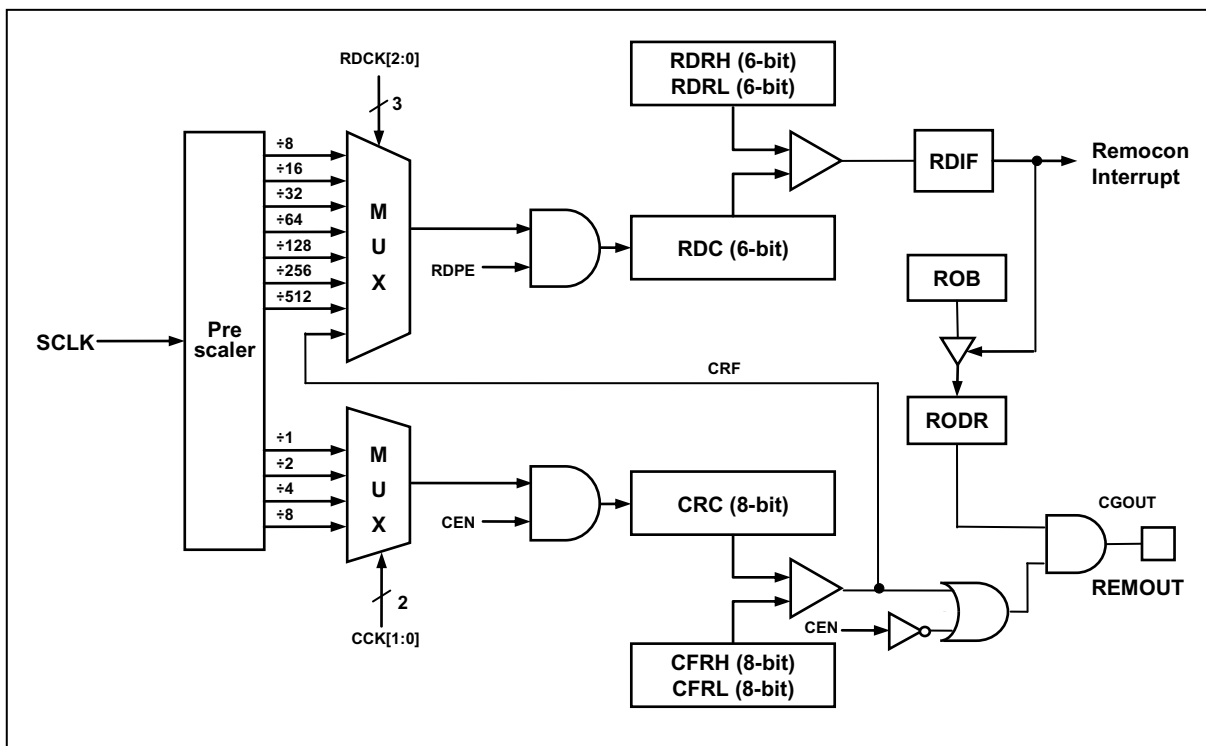 RDCK[2:0]
3
RDRH (6-bit)
RDRL (6-bit)
÷8
÷16
÷32
÷64
÷128
÷256
÷512
M
U
X
RDPE
RDC (6-bit)
RDIF
Remocon
Interrupt
ROB
SCLK
Pre
scaler
CRF
RODR
÷1
÷2
÷4
÷8
M
U
X
CEN
CRC (8-bit)
CGOUT
REMOUT
2
CCK[1:0]
CEN
CFRH (8-bit)
CFRL (8-bit)